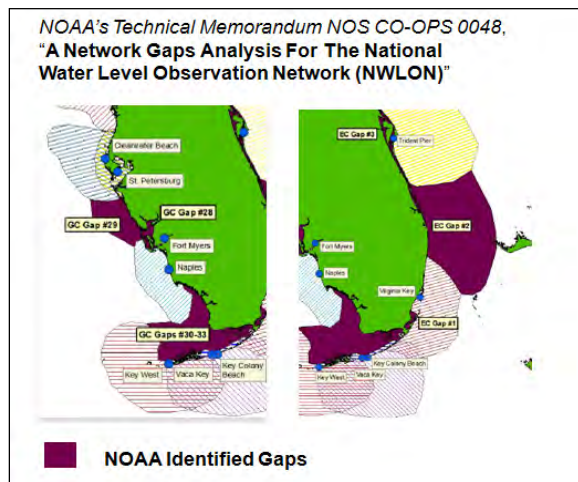 NOAA's Technical Memorandum NOS CO-OPS 0048,
"A Network Gaps Analysis For The National
Water Level Observation Network (NWLON)"
Clearwater Beach
St. Petersburg
GC Gap #28
GC Gap #29
Fort Myers
Naples
GC Gaps #30-33
Key West
Vaca Key
Key Colony
Beach
EC Gap #3
Trident Pier
EC Gap #2
Fort Myers
Naples
Virginia Key
EC Gap #1
Key Colony Beach
Key West
Vaca Key
NOAA Identified Gaps